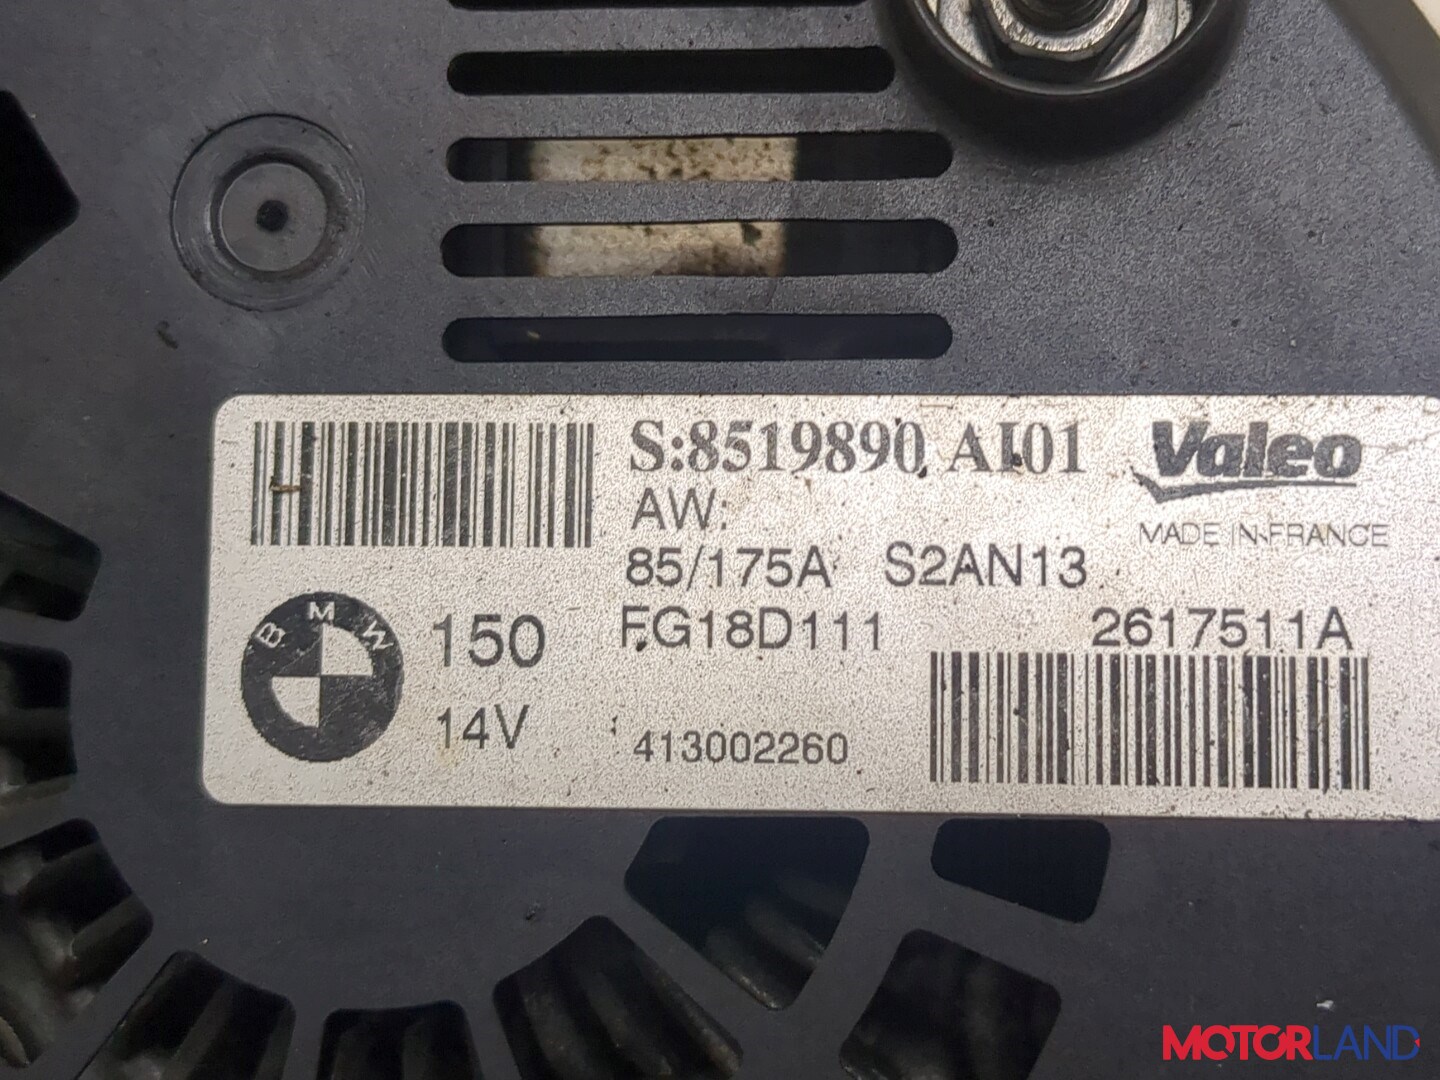 S:8519890 AI01
Valeo
AW:
MADE IN FRANCE
85/175A S2AN13
BMW
150
FG18D111
2617511A
14V
413002260
MOTORLAND